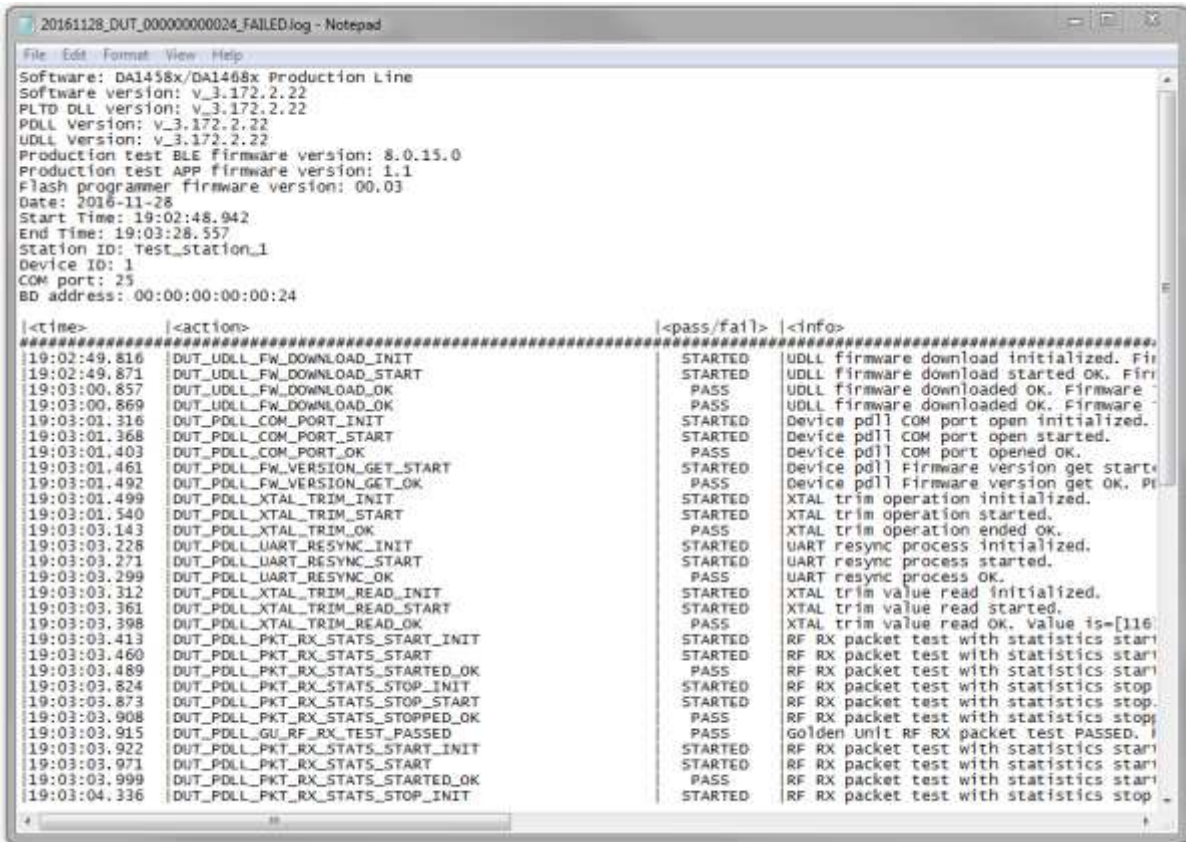 20161128_DUT_000000000024_FAILED.log - Notepad
File Edit Format View Help
Software: DA1458x/DA1468x Production Line
Software version: v_3.172.2.22
PLTD DLL version: v_3.172.2.22
PDLL Version: v_3.172.2.22
UDLL Version: v_3.172.2.22
Production test BLE firmware version: 8.0.15.0
Production test APP firmware version: 1.1
Flash programmer firmware version: 00.03
Date: 2016-11-28
Start Time: 19:02:48.942
End Time: 19:03:28.557
Station ID: Test_station_1
Device ID: 1
COM port: 25
BD address: 00:00:00:00:00:24
|<time> |<action> |<pass/fail> |<info>
|19:02:49.816 |DUT_UDLL_FW_DOWNLOAD_INIT | STARTED |UDLL firmware download initialized. Fir
|19:02:49.871 |DUT_UDLL_FW_DOWNLOAD_START | STARTED |UDLL firmware download started OK. Firm
|19:03:00.857 |DUT_UDLL_FW_DOWNLOAD_OK | PASS |UDLL firmware downloaded OK. Firmware
|19:03:00.869 |DUT_UDLL_FW_DOWNLOAD_OK | PASS |UDLL firmware downloaded OK. Firmware
|19:03:01.316 |DUT_PDLL_COM_PORT_INIT | STARTED |Device pdll COM port open initialized.
|19:03:01.368 |DUT_PDLL_COM_PORT_START | STARTED |Device pdll COM port open started.
|19:03:01.403 |DUT_PDLL_COM_PORT_OK | PASS |Device pdll COM port opened OK.
|19:03:01.461 |DUT_PDLL_FW_VERSION_GET_START | STARTED |Device pdll Firmware version get starte
|19:03:01.492 |DUT_PDLL_FW_VERSION_GET_OK | PASS |Device pdll Firmware version get OK. PD
|19:03:01.499 |DUT_PDLL_XTAL_TRIM_INIT | STARTED |XTAL trim operation initialized.
|19:03:01.540 |DUT_PDLL_XTAL_TRIM_START | STARTED |XTAL trim operation started.
|19:03:03.143 |DUT_PDLL_XTAL_TRIM_OK | PASS |XTAL trim operation ended OK.
|19:03:03.228 |DUT_PDLL_UART_RESYNC_INIT | STARTED |UART resync process initialized.
|19:03:03.271 |DUT_PDLL_UART_RESYNC_START | STARTED |UART resync process started.
|19:03:03.299 |DUT_PDLL_UART_RESYNC_OK | PASS |UART resync process OK.
|19:03:03.312 |DUT_PDLL_XTAL_TRIM_READ_INIT | STARTED |XTAL trim value read initialized.
|19:03:03.361 |DUT_PDLL_XTAL_TRIM_READ_START | STARTED |XTAL trim value read started.
|19:03:03.398 |DUT_PDLL_XTAL_TRIM_READ_OK | PASS |XTAL trim value read OK. Value is=[116]
|19:03:03.413 |DUT_PDLL_PKT_RX_STATS_START_INIT | STARTED |RF RX packet test with statistics start
|19:03:03.460 |DUT_PDLL_PKT_RX_STATS_START | STARTED |RF RX packet test with statistics start
|19:03:03.489 |DUT_PDLL_PKT_RX_STATS_STARTED_OK | PASS |RF RX packet test with statistics start
|19:03:03.824 |DUT_PDLL_PKT_RX_STATS_STOP_INIT | STARTED |RF RX packet test with statistics stop
|19:03:03.873 |DUT_PDLL_PKT_RX_STATS_STOP_START | STARTED |RF RX packet test with statistics stop.
|19:03:03.908 |DUT_PDLL_PKT_RX_STATS_STOPPED_OK | PASS |RF RX packet test with statistics stopp
|19:03:03.915 |DUT_PDLL_GU_RF_RX_TEST_PASSED | PASS |Golden Unit RF RX packet test PASSED.
|19:03:03.922 |DUT_PDLL_PKT_RX_STATS_START_INIT | STARTED |RF RX packet test with statistics start
|19:03:03.971 |DUT_PDLL_PKT_RX_STATS_START | STARTED |RF RX packet test with statistics start
|19:03:03.999 |DUT_PDLL_PKT_RX_STATS_STARTED_OK | PASS |RF RX packet test with statistics start
|19:03:04.336 |DUT_PDLL_PKT_RX_STATS_STOP_INIT | STARTED |RF RX packet test with statistics stop